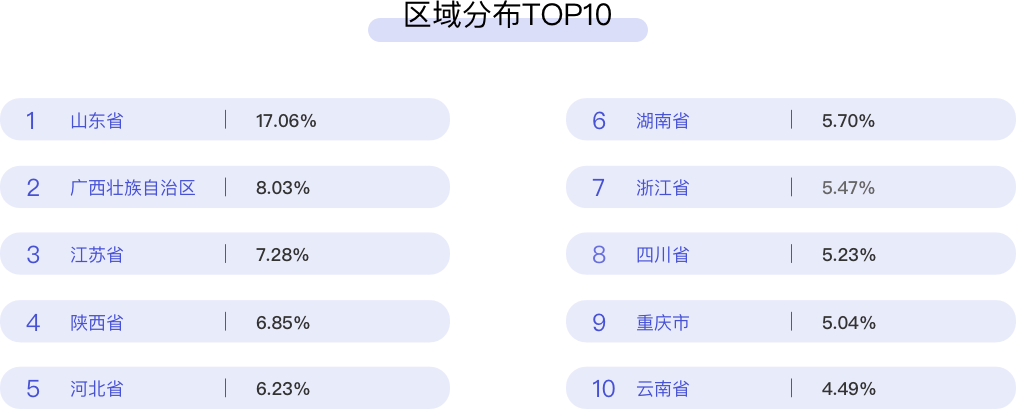 区域分布TOP10
1 山东省 17.06%
2 广西壮族自治区 8.03%
3 江苏省 7.28%
4 陕西省 6.85%
5 河北省 6.23%
6 湖南省 5.70%
7 浙江省 5.47%
8 四川省 5.23%
9 重庆市 5.04%
10 云南省 4.49%